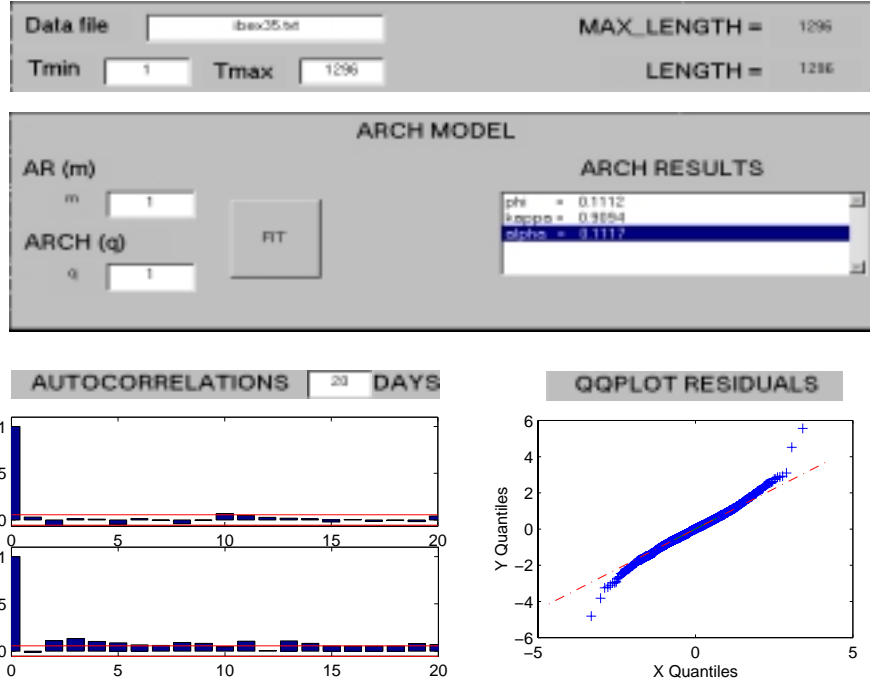 Data file ibex35.txt MAX_LENGTH = 1296
Tmin 1 Tmax 1296 LENGTH = 1296
ARCH MODEL
AR (m) ARCH RESULTS
m 1
phi = 0.1112
kappa = 0.9094
alpha = 0.1117
ARCH (q) FIT
q 1
AUTOCORRELATIONS 20 DAYS
QQPLOT RESIDUALS
1
5
0
0 5 10 15 20
1
5
0
0 5 10 15 20
6
4
2
0
−2
−4
−6
Y Quantiles
−5 0 5
X Quantiles